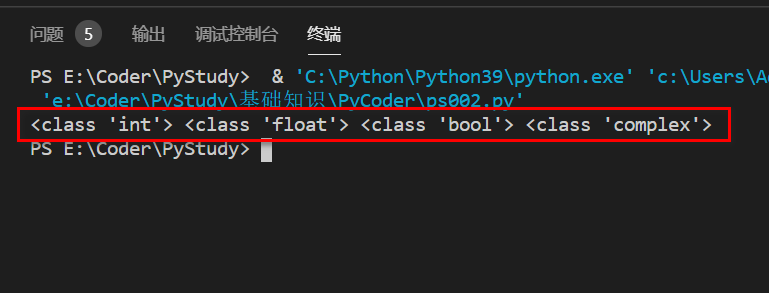 问题 5 输出 调试控制台 终端
PS E:\Coder\PyStudy>  & 'C:\Python\Python39\python.exe' 'c:\Users\A
'e:\Coder\PyStudy\基础知识\PyCoder\ps002.py'
<class 'int'> <class 'float'> <class 'bool'> <class 'complex'>
PS E:\Coder\PyStudy>